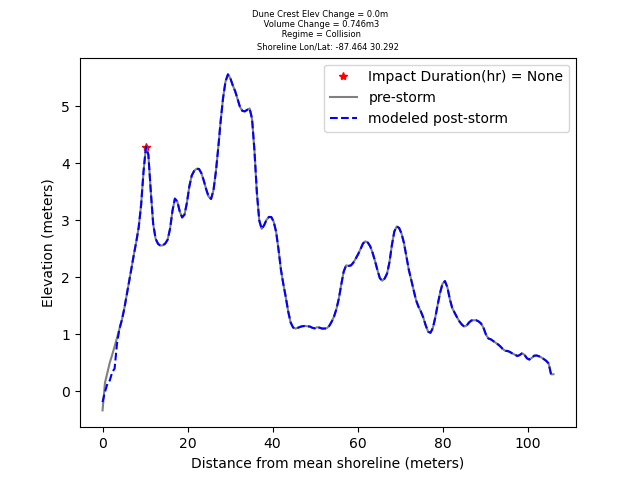 Dune Crest Elev Change = 0.0m
Volume Change = 0.746m3
Regime = Collision
Shoreline Lon/Lat: -87.464 30.292
Impact Duration(hr) = None
pre-storm
modeled post-storm
Elevation (meters)
5
4
3
2
1
0
0 20 40 60 80 100
Distance from mean shoreline (meters)